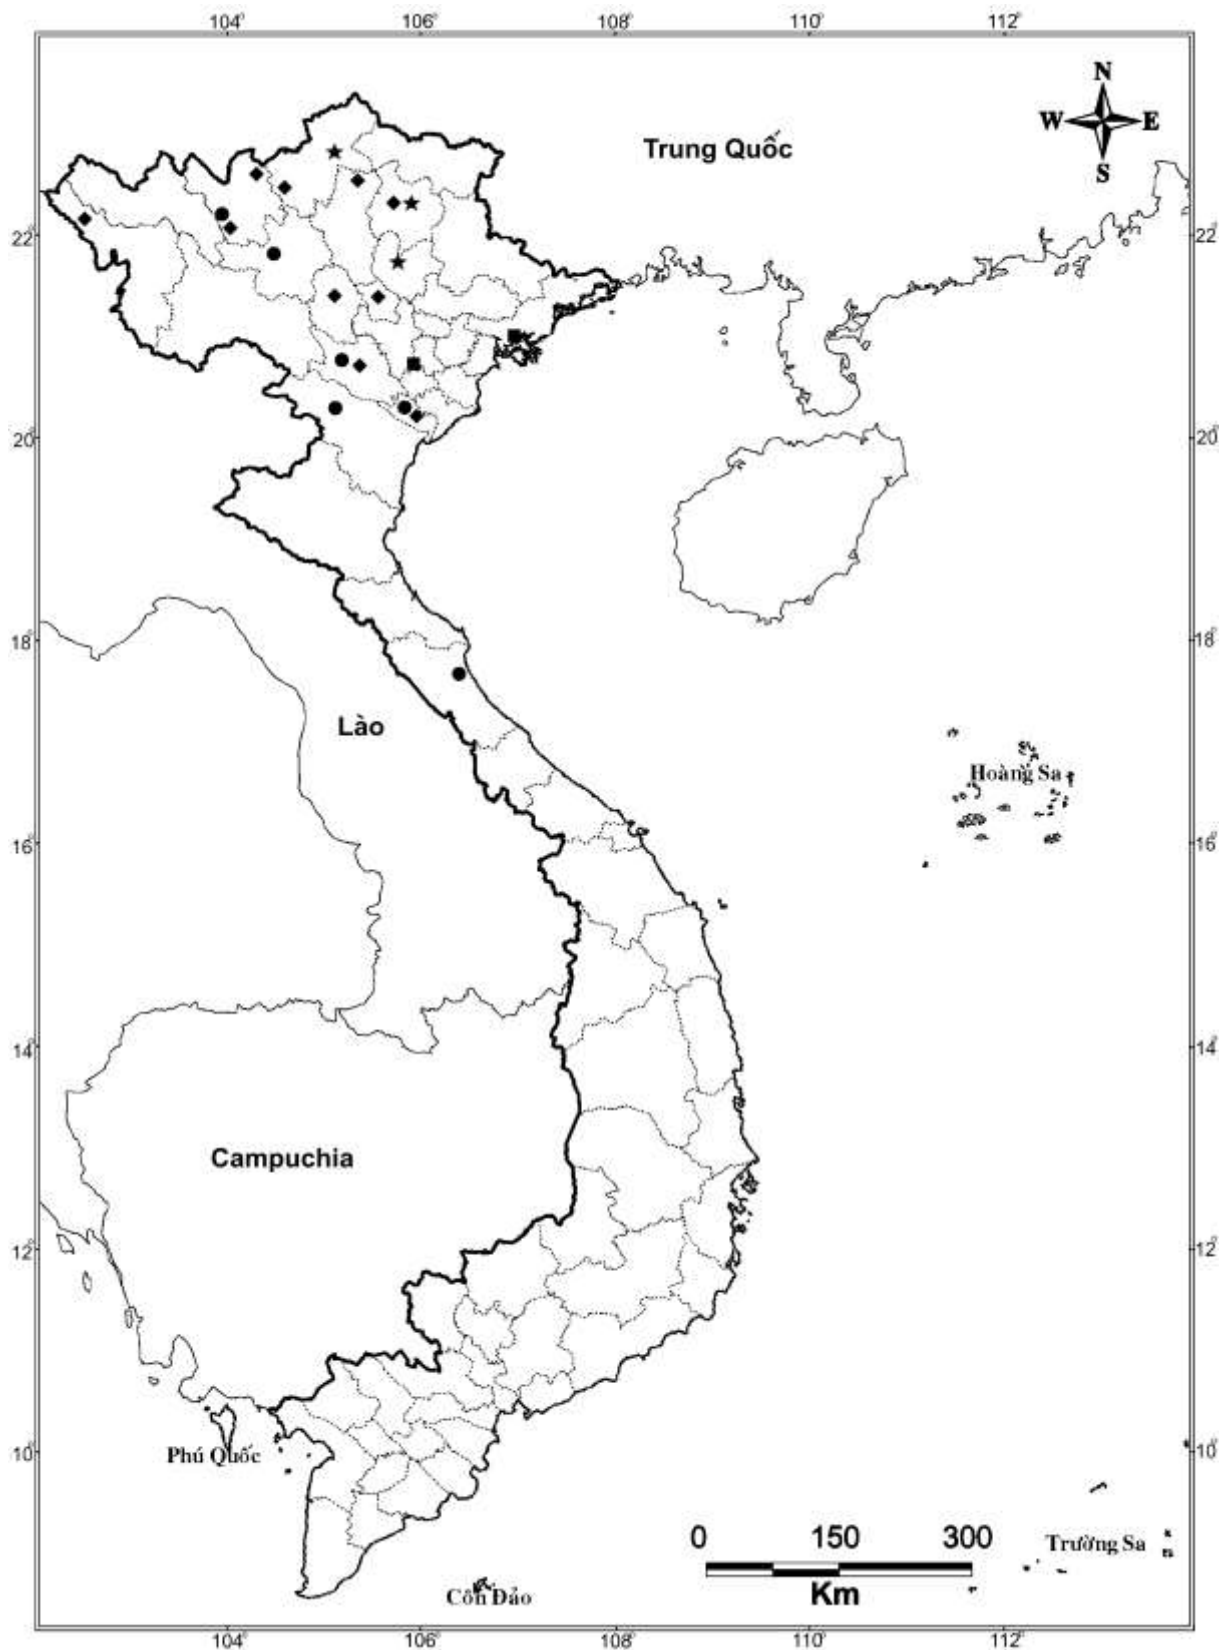 104° 106° 108° 110° 112°
N
W E
S
Trung Quốc
22° 22°
20° 20°
18° 18°
Lào
Hoàng Sa
16° 16°
14° 14°
Campuchia
12° 12°
10° 10°
Phú Quốc
0 150 300
Km
Trường Sa
Côn Đảo
104° 106° 108° 110° 112°